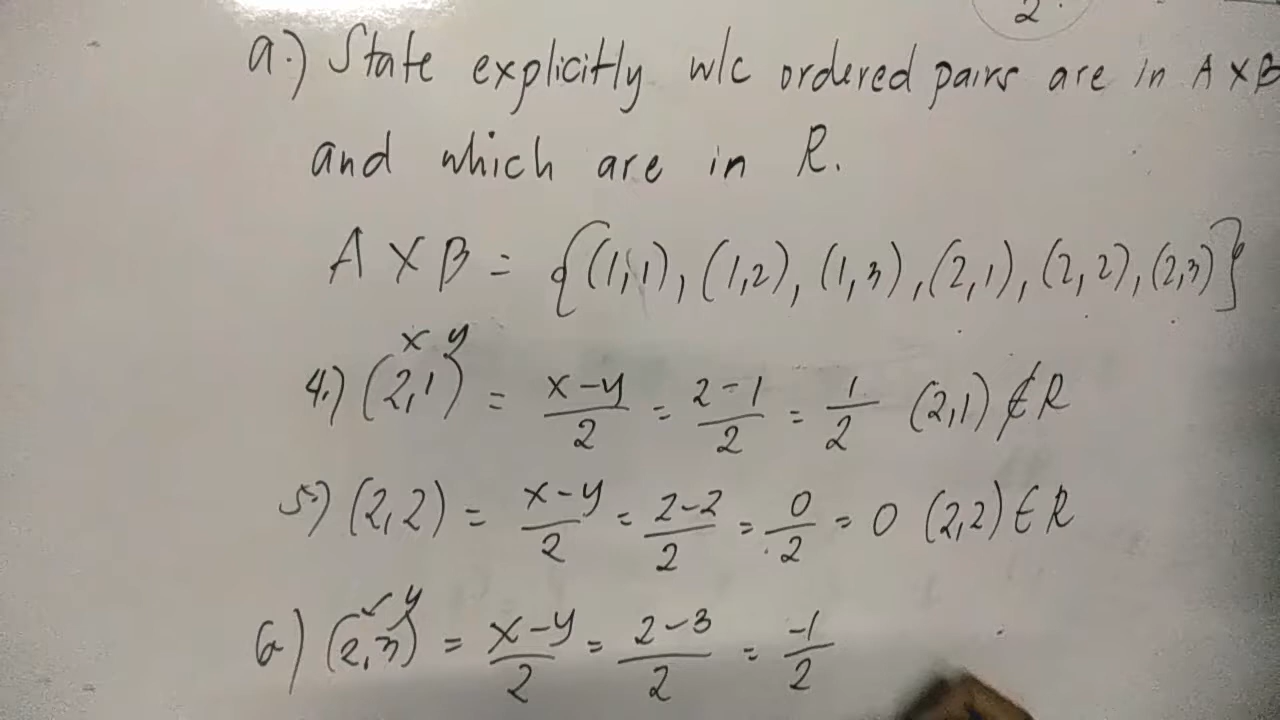 2
a.) State explicitly w/c ordered pairs are in A X B
and which are in R.
A X B = {(1,1), (1,2), (1,3), (2,1), (2,2), (2,3)}
x y
4.) (2,1) = x-y/2 = 2-1/2 = 1/2 (2,1) ∉ R
5.) (2,2) = x-y/2 = 2-2/2 = 0/2 = 0 (2,2) ∈ R
y
6) (2,3) = x-y/2 = 2-3/2 = -1/2